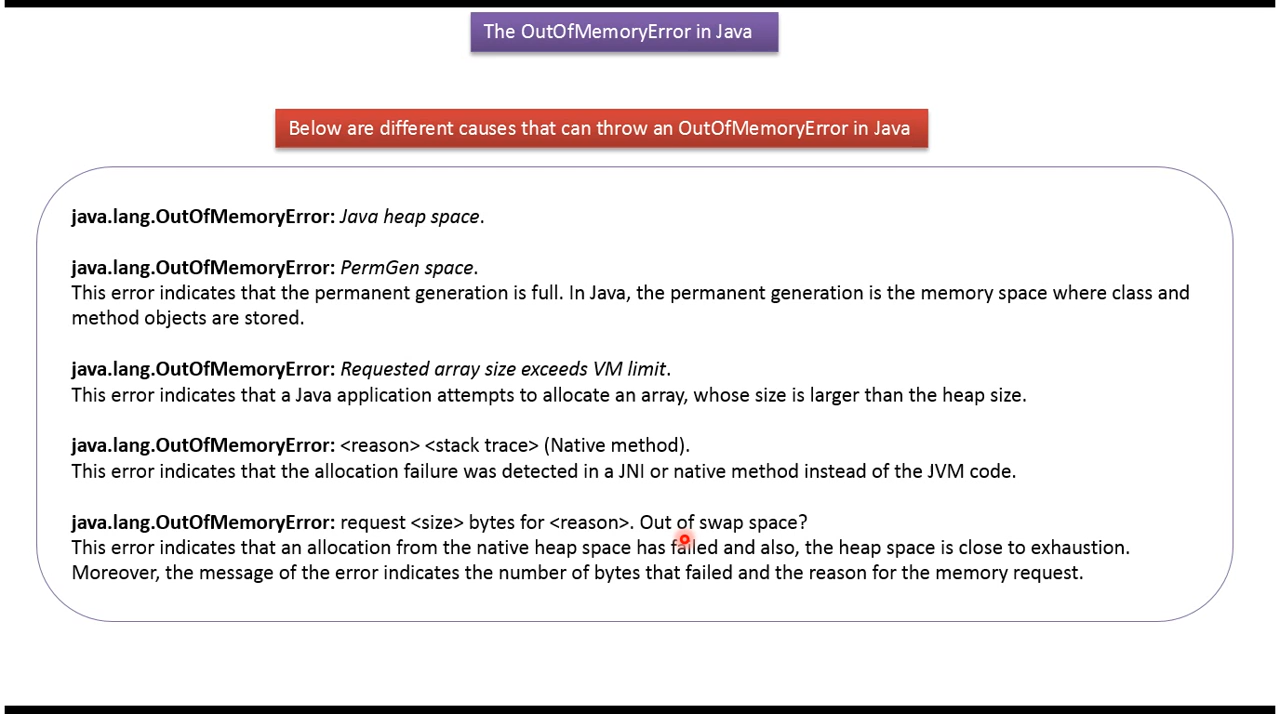 The OutOfMemoryError in Java
Below are different causes that can throw an OutOfMemoryError in Java
java.lang.OutOfMemoryError: Java heap space.
java.lang.OutOfMemoryError: PermGen space.
This error indicates that the permanent generation is full. In Java, the permanent generation is the memory space where class and
method objects are stored.
java.lang.OutOfMemoryError: Requested array size exceeds VM limit.
This error indicates that a Java application attempts to allocate an array, whose size is larger than the heap size.
java.lang.OutOfMemoryError: <reason> <stack trace> (Native method).
This error indicates that the allocation failure was detected in a JNI or native method instead of the JVM code.
java.lang.OutOfMemoryError: request <size> bytes for <reason>. Out of swap space?
This error indicates that an allocation from the native heap space has failed and also, the heap space is close to exhaustion.
Moreover, the message of the error indicates the number of bytes that failed and the reason for the memory request.